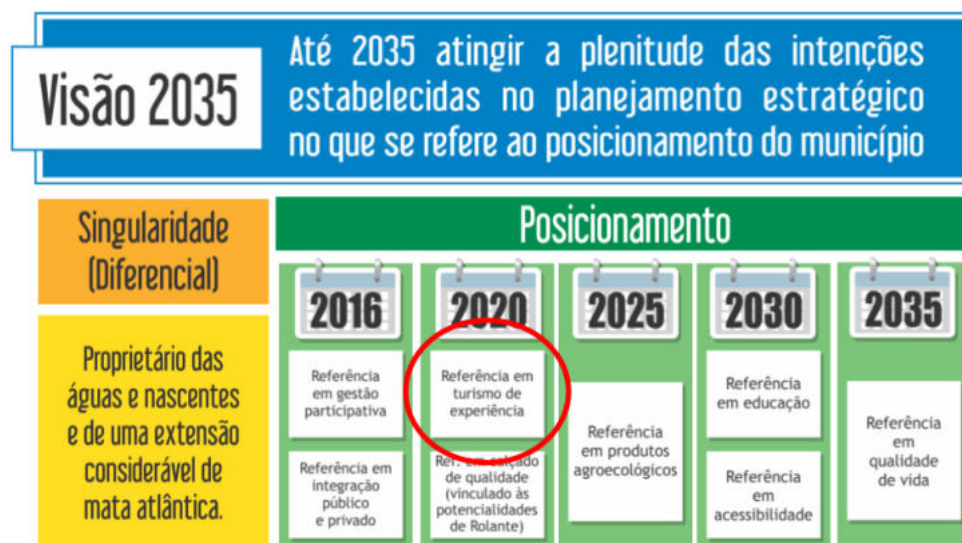 Visão 2035
Até 2035 atingir a plenitude das intenções
estabelecidas no planejamento estratégico
no que se refere ao posicionamento do município
Singularidade
(Diferencial)
Proprietário das
águas e nascentes
e de uma extensão
considerável de
mata atlântica.
Posicionamento
2016
Referência
em gestão
participativa
Referência em
integração
público
e privado
2020
Referência em
turismo de
experiência
Ref. em calçado
de qualidade
(vinculado às
potencialidades
de Rolante)
2025
Referência
em produtos
agroecológicos
2030
Referência
em educação
Referência
em
acessibilidade
2035
Referência
em
qualidade
de vida